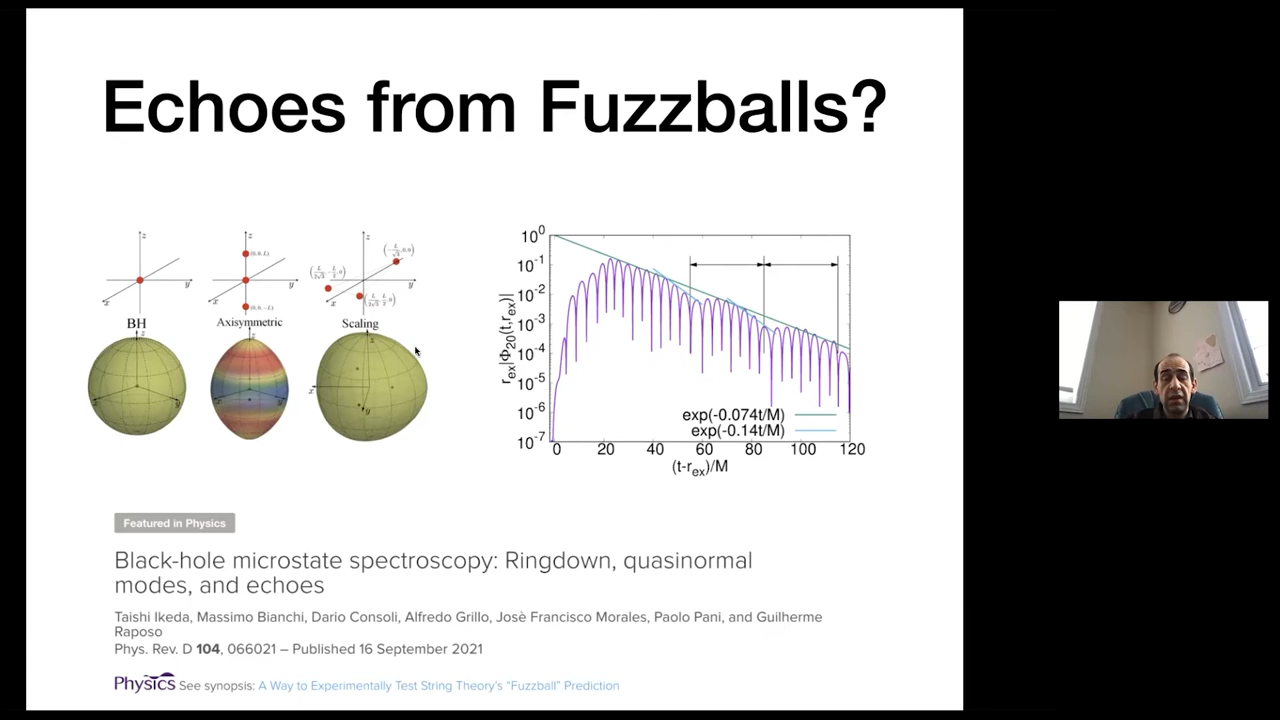 Echoes from Fuzzballs?
z
y
x
BH
z
(0,0,L)
y
x
(0,0,-L)
Axisymmetric
z
y
x
Scaling
z
x
y
10^0
10^-1
10^-2
10^-3
10^-4
10^-5
10^-6
10^-7
r_ex|Φ_20(t,r_ex)|
exp(-0.074t/M)
exp(-0.14t/M)
0 20 40 60 80 100 120
(t-r_ex)/M
Featured in Physics
Black-hole microstate spectroscopy: Ringdown, quasinormal
modes, and echoes
Taishi Ikeda, Massimo Bianchi, Dario Consoli, Alfredo Grillo, Josè Francisco Morales, Paolo Pani, and Guilherme
Raposo
Phys. Rev. D 104, 066021 – Published 16 September 2021
Physics See synopsis: A Way to Experimentally Test String Theory's "Fuzzball" Prediction